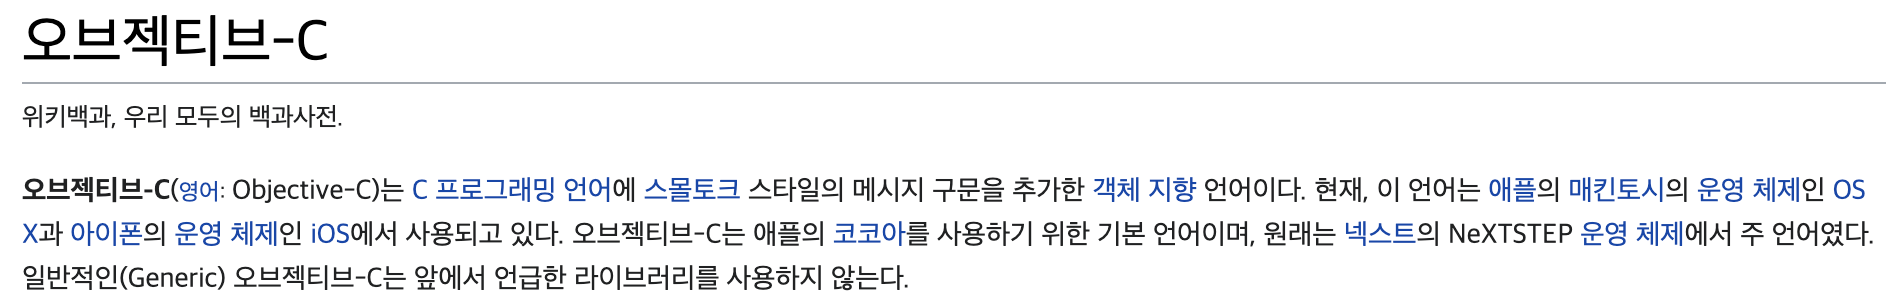 오브젝티브-C
위키백과, 우리 모두의 백과사전.
오브젝티브-C(영어: Objective-C)는 C 프로그래밍 언어에 스몰토크 스타일의 메시지 구문을 추가한 객체 지향 언어이다. 현재, 이 언어는 애플의 매킨토시의 운영 체제인 OS
X과 아이폰의 운영 체제인 iOS에서 사용되고 있다. 오브젝티브-C는 애플의 코코아를 사용하기 위한 기본 언어이며, 원래는 넥스트의 NeXTSTEP 운영 체제에서 주 언어였다.
일반적인(Generic) 오브젝티브-C는 앞에서 언급한 라이브러리를 사용하지 않는다.